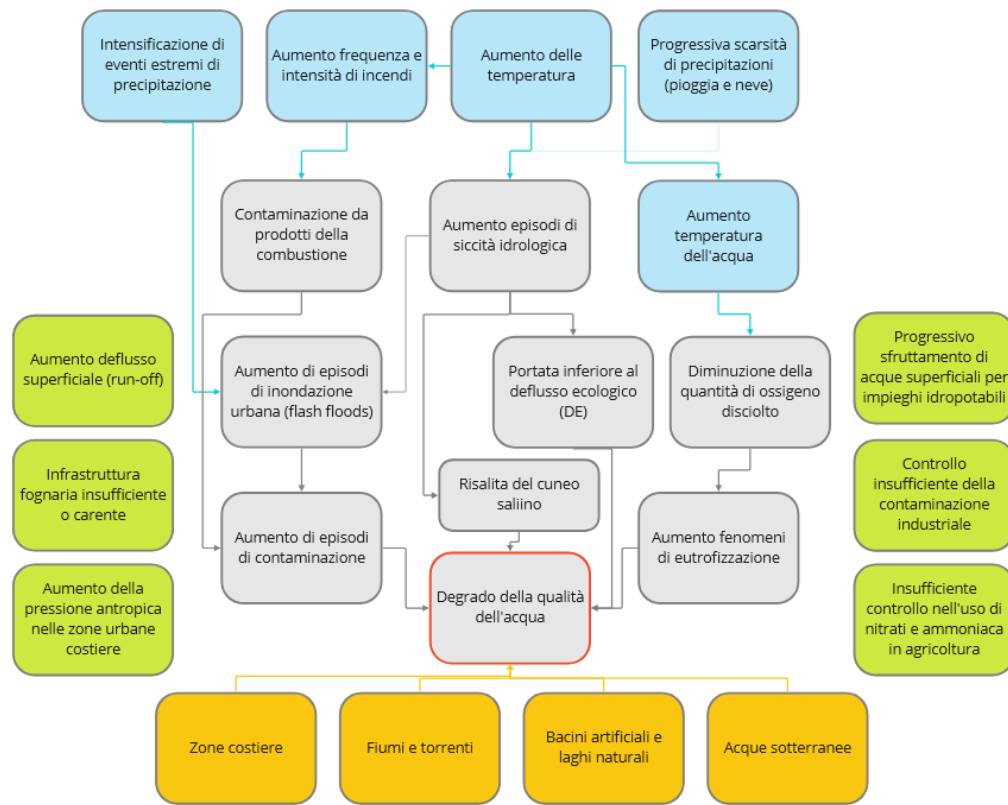 Intensificazione di
eventi estremi di
precipitazione
Aumento frequenza e
intensità di incendi
Aumento delle
temperatura
Progressiva scarsità
di precipitazioni
(pioggia e neve)
Contaminazione da
prodotti della
combustione
Aumento episodi di
siccità idrologica
Aumento
temperatura
dell'acqua
Aumento deflusso
superficiale (run-off)
Aumento di episodi
di inondazione
urbana (flash floods)
Portata inferiore al
deflusso ecologico
(DE)
Diminuzione della
quantità di ossigeno
disciolto
Progressivo
sfruttamento di
acque superficiali per
impieghi idropotabili
Infrastruttura
fognaria insufficiente
o carente
Risalita del cuneo
saliino
Controllo
insufficiente della
contaminazione
industriale
Aumento di episodi
di contaminazione
Aumento fenomeni
di eutrofizzazione
Aumento della
pressione antropica
nelle zone urbane
costiere
Degrado della qualità
dell'acqua
Insufficiente
controllo nell'uso di
nitrati e ammoniaca
in agricoltura
Zone costiere
Fiumi e torrenti
Bacini artificiali e
laghi naturali
Acque sotterranee